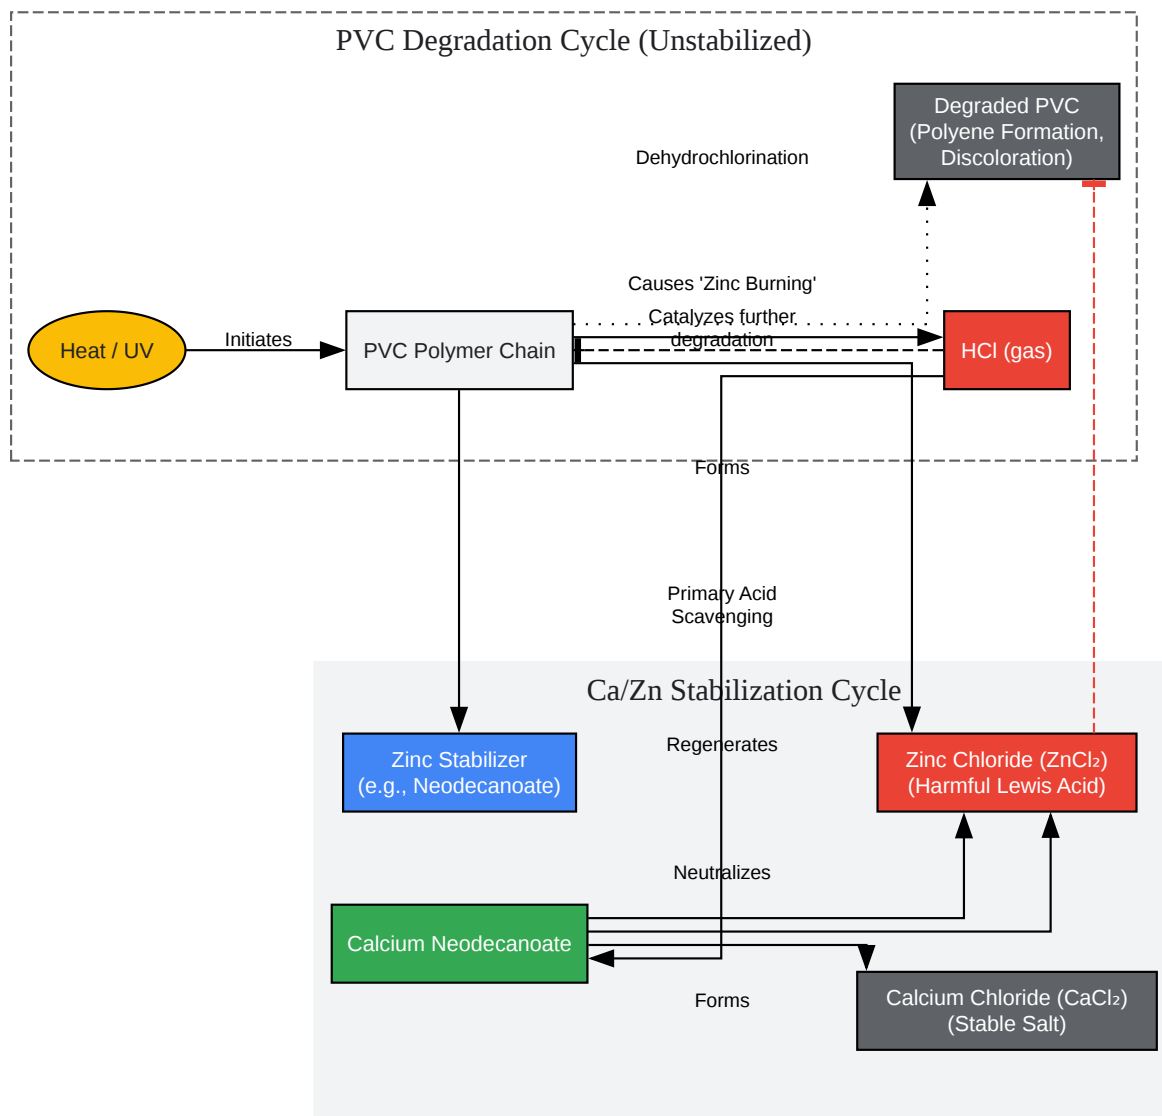 PVC Degradation Cycle (Unstabilized)
Degraded PVC
(Polyene Formation,
Discoloration)
Dehydrochlorination
Causes 'Zinc Burning'
Catalyzes further
degradation
Heat / UV
Initiates
PVC Polymer Chain
HCl (gas)
Forms
Primary Acid
Scavenging
Ca/Zn Stabilization Cycle
Regenerates
Zinc Stabilizer
(e.g., Neodecanoate)
Zinc Chloride (ZnCl₂)
(Harmful Lewis Acid)
Neutralizes
Calcium Neodecanoate
Forms
Calcium Chloride (CaCl₂)
(Stable Salt)